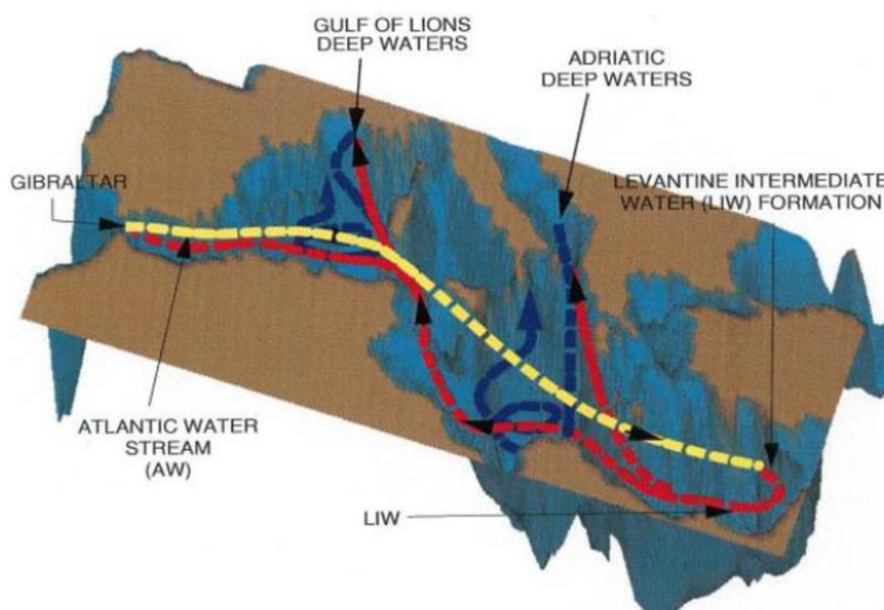 GULF OF LIONS
DEEP WATERS
ADRIATIC
DEEP WATERS
GIBRALTAR
LEVANTINE INTERMEDIATE
WATER (LIW) FORMATION
ATLANTIC WATER
STREAM
(AW)
LIW